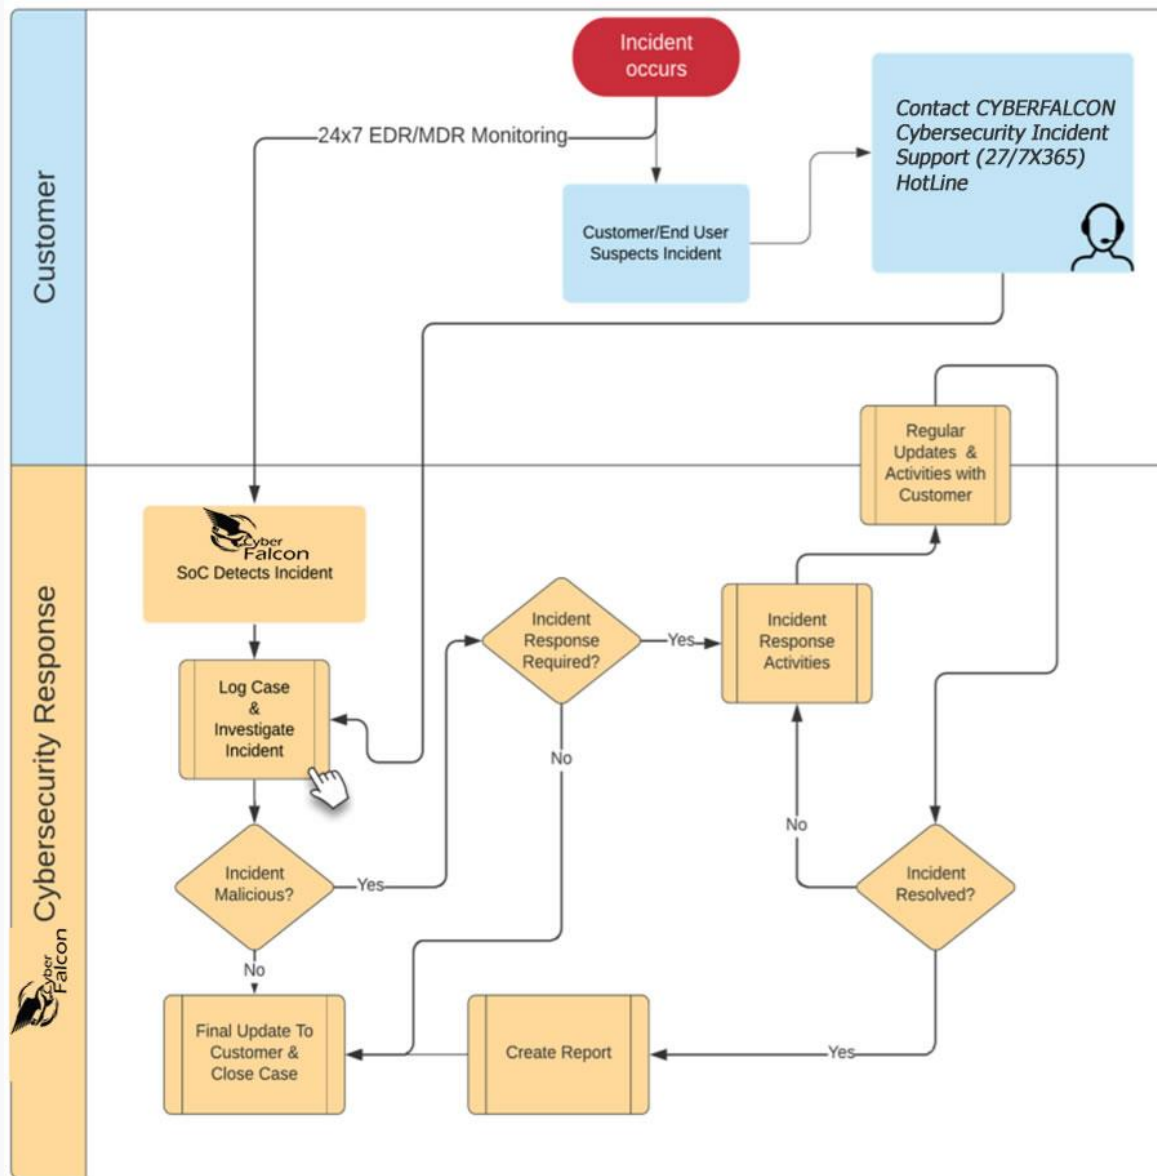 Incident
occurs
Contact CYBERFALCON
Cybersecurity Incident
Support (27/7X365)
HotLine
24x7 EDR/MDR Monitoring
Customer/End User
Suspects Incident
Customer
Regular
Updates &
Activities with
Customer
Cyber
Falcon
SoC Detects Incident
Incident
Response
Required?
Yes
Incident
Response
Activities
Log Case
&
Investigate
Incident
No
No
Incident
Malicious?
Yes
Incident
Resolved?
No
Final Update To
Customer &
Close Case
Create Report
Yes
Cybersecurity Response
Cyber
Falcon